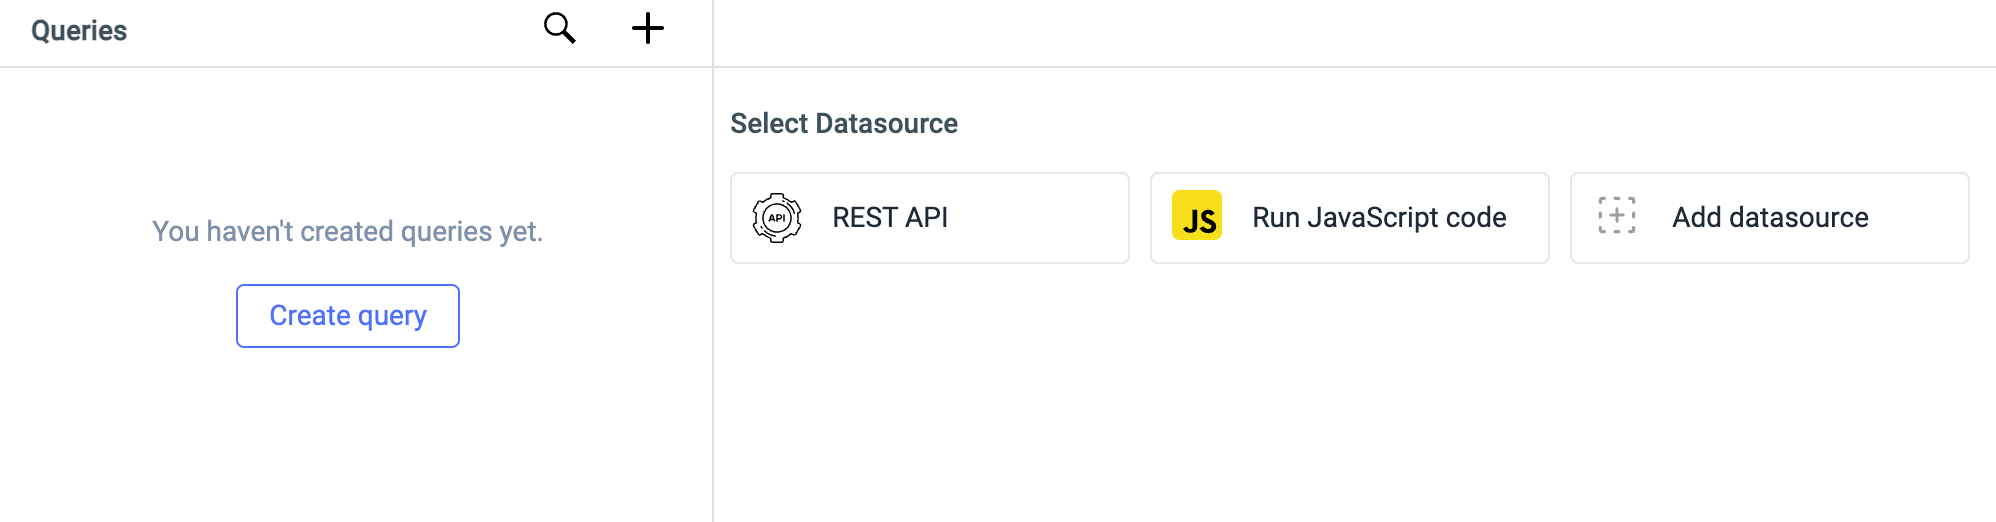 Queries
You haven't created queries yet.
Create query
Select Datasource
API
REST API
JS
Run JavaScript code
Add datasource